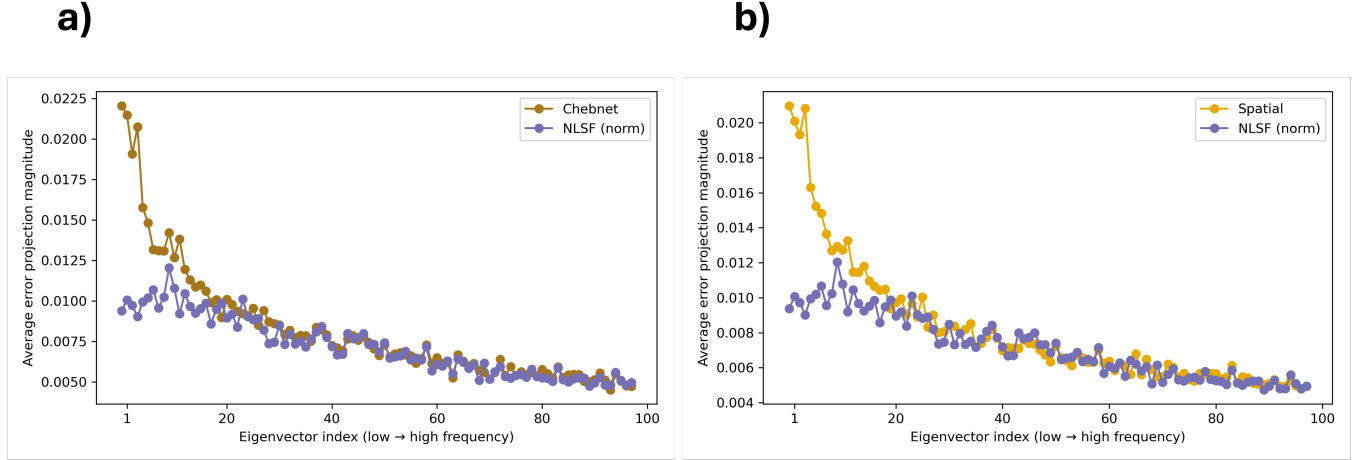 a)
b)
0.0225
0.0200
0.0175
0.0150
0.0125
0.0100
0.0075
0.0050
Average error projection magnitude
Chebnet
NLSF (norm)
1 20 40 60 80 100
Eigenvector index (low → high frequency)
0.020
0.018
0.016
0.014
0.012
0.010
0.008
0.006
0.004
Average error projection magnitude
Spatial
NLSF (norm)
1 20 40 60 80 100
Eigenvector index (low → high frequency)